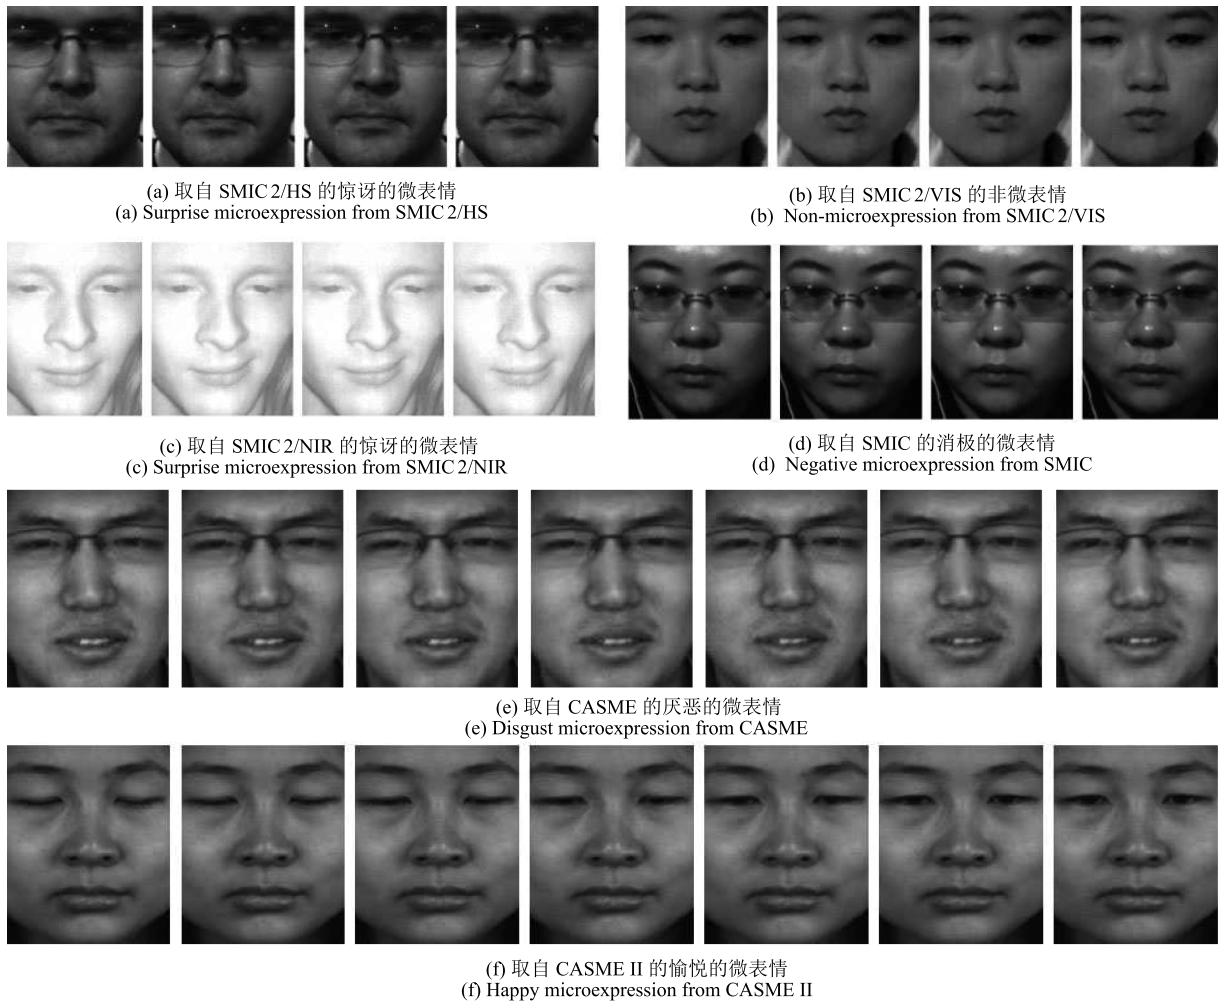 (a) 取自 SMIC 2/HS 的惊讶的微表情
(a) Surprise microexpression from SMIC 2/HS
(b) 取自 SMIC 2/VIS 的非微表情
(b) Non-microexpression from SMIC 2/VIS
(c) 取自 SMIC 2/NIR 的惊讶的微表情
(c) Surprise microexpression from SMIC 2/NIR
(d) 取自 SMIC 的消极的微表情
(d) Negative microexpression from SMIC
(e) 取自 CASME 的厌恶的微表情
(e) Disgust microexpression from CASME
(f) 取自 CASME II 的愉悦的微表情
(f) Happy microexpression from CASME II